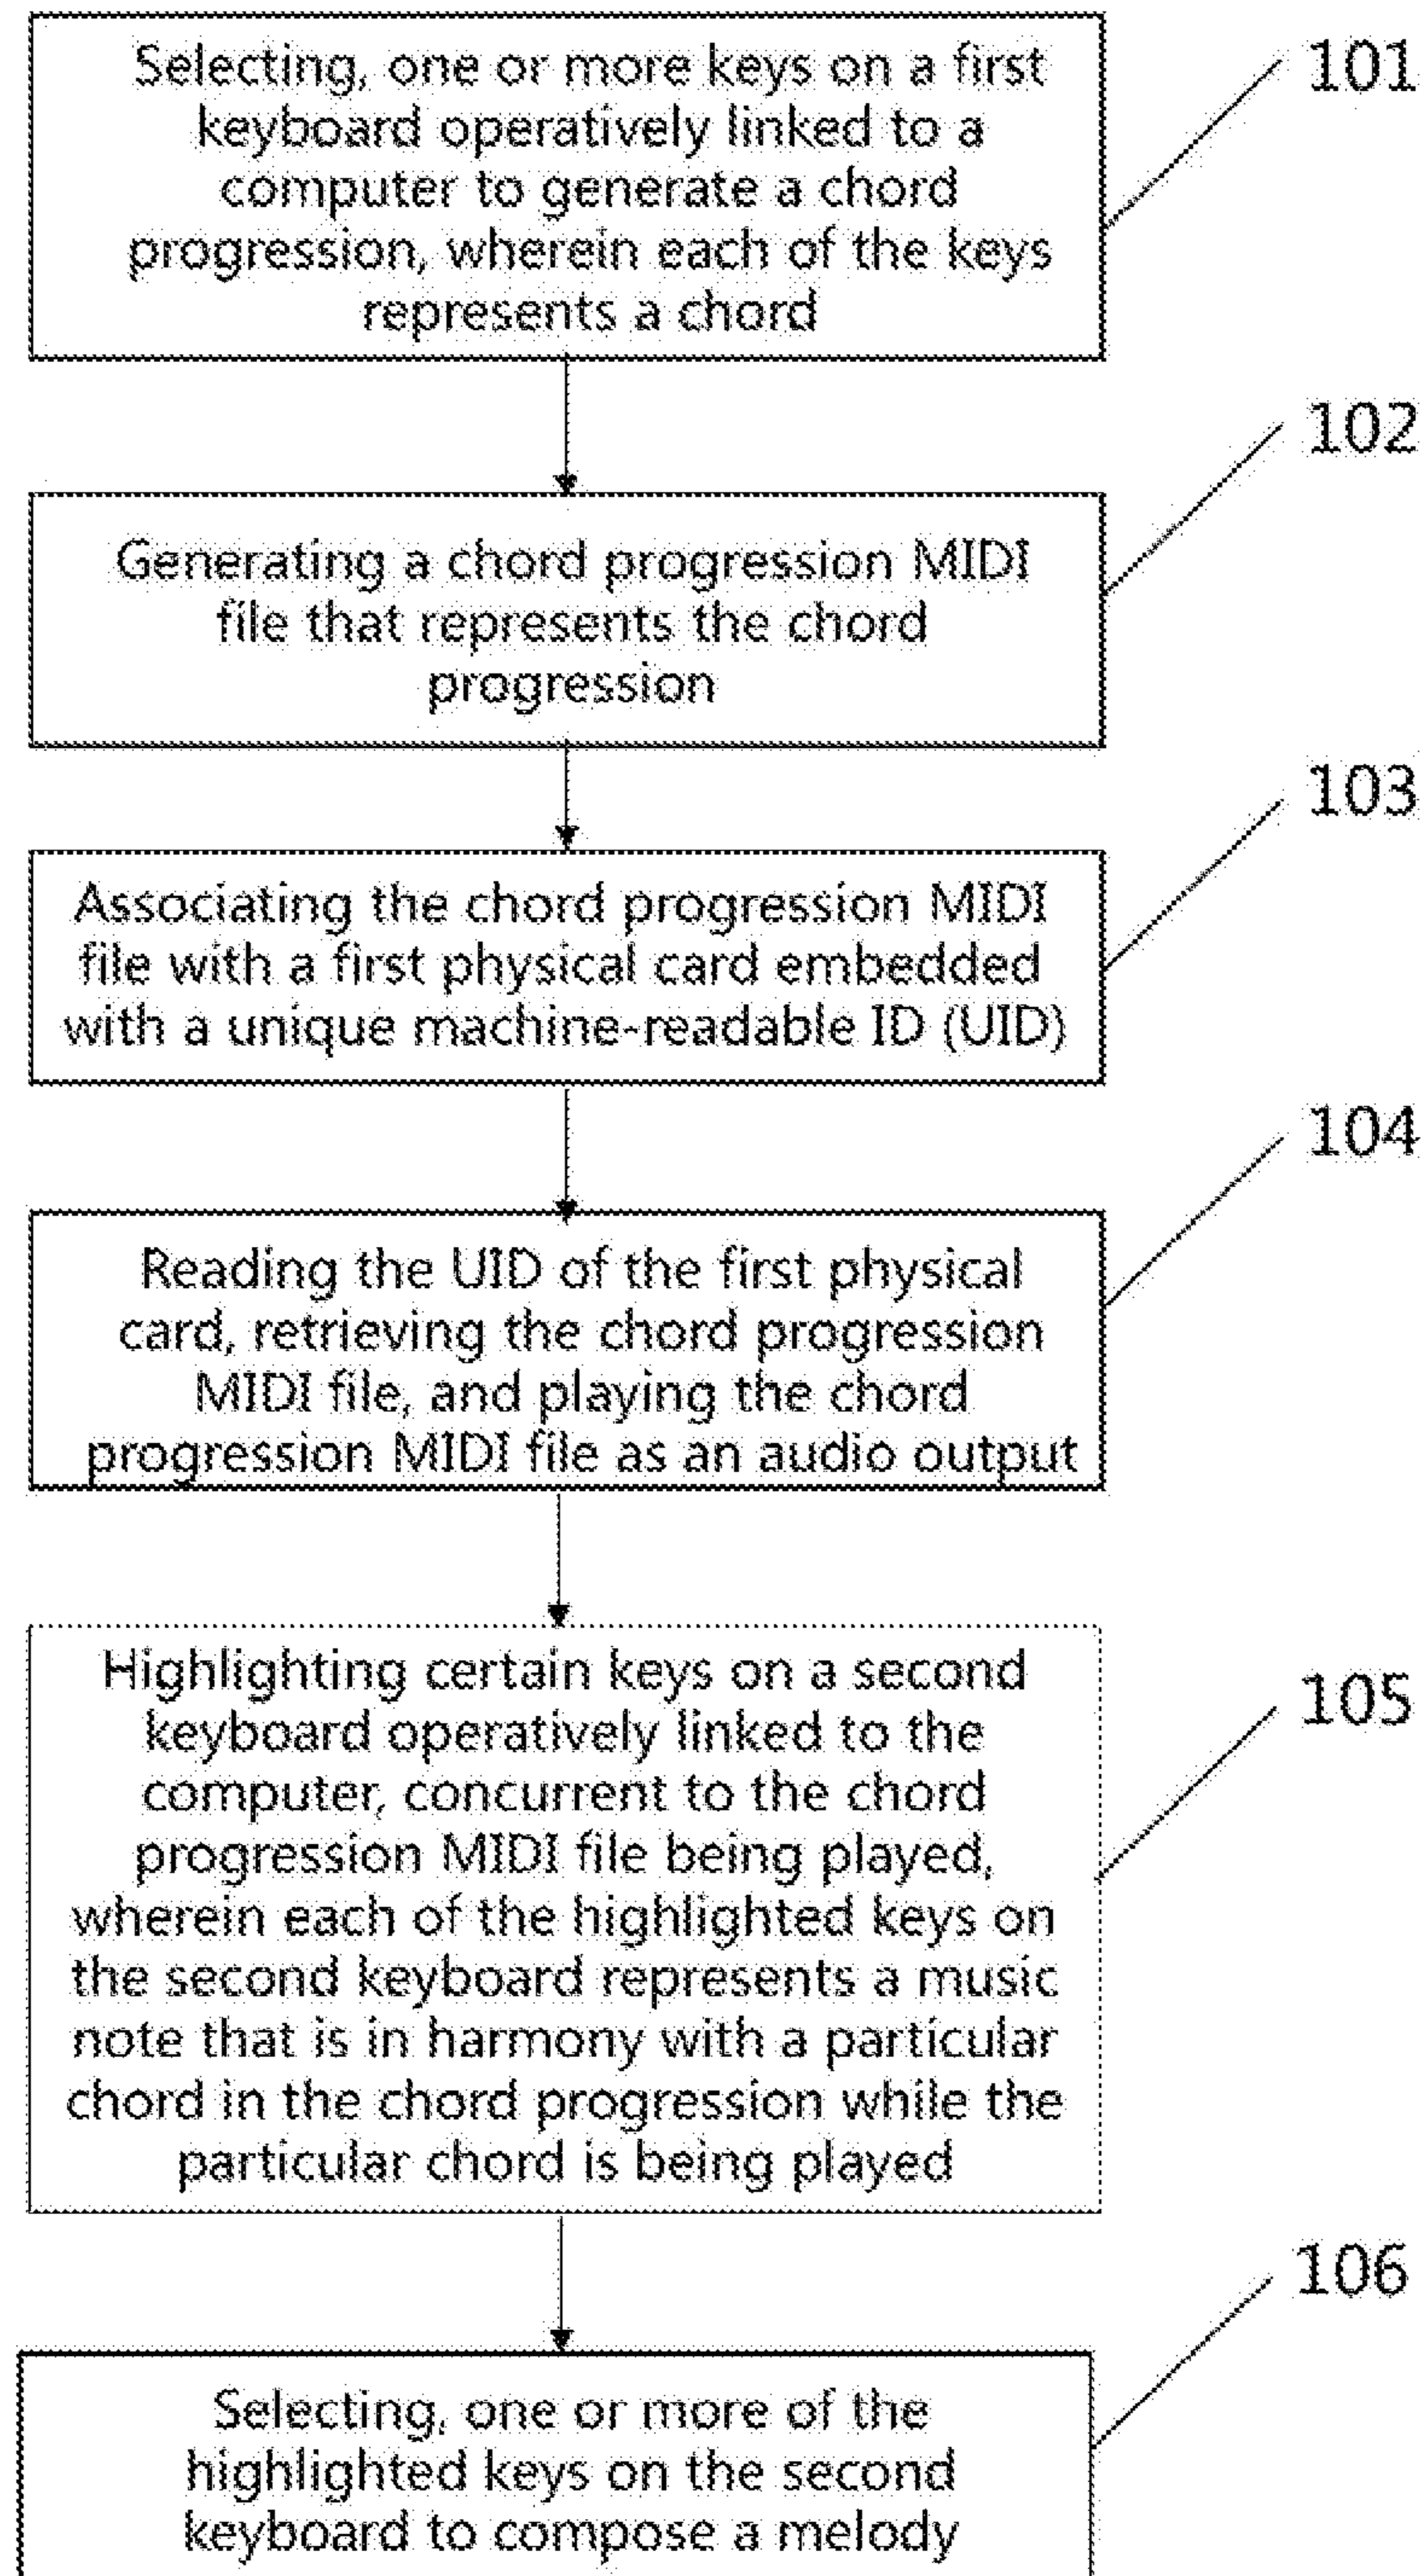 Selecting, one or more keys on a first
keyboard operatively linked to a
computer to generate a chord
progression, wherein each of the keys
represents a chord
101
Generating a chord progression MIDI
file that represents the chord
progression
102
Associating the chord progression MIDI
file with a first physical card embedded
with a unique machine-readable ID (UID)
103
Reading the UID of the first physical
card, retrieving the chord progression
MIDI file, and playing the chord
progression MIDI file as an audio output
104
Highlighting certain keys on a second
keyboard operatively linked to the
computer, concurrent to the chord
progression MIDI file being played,
wherein each of the highlighted keys on
the second keyboard represents a music
note that is in harmony with a particular
chord in the chord progression while the
particular chord is being played
105
Selecting, one or more of the
highlighted keys on the second
keyboard to compose a melody
106